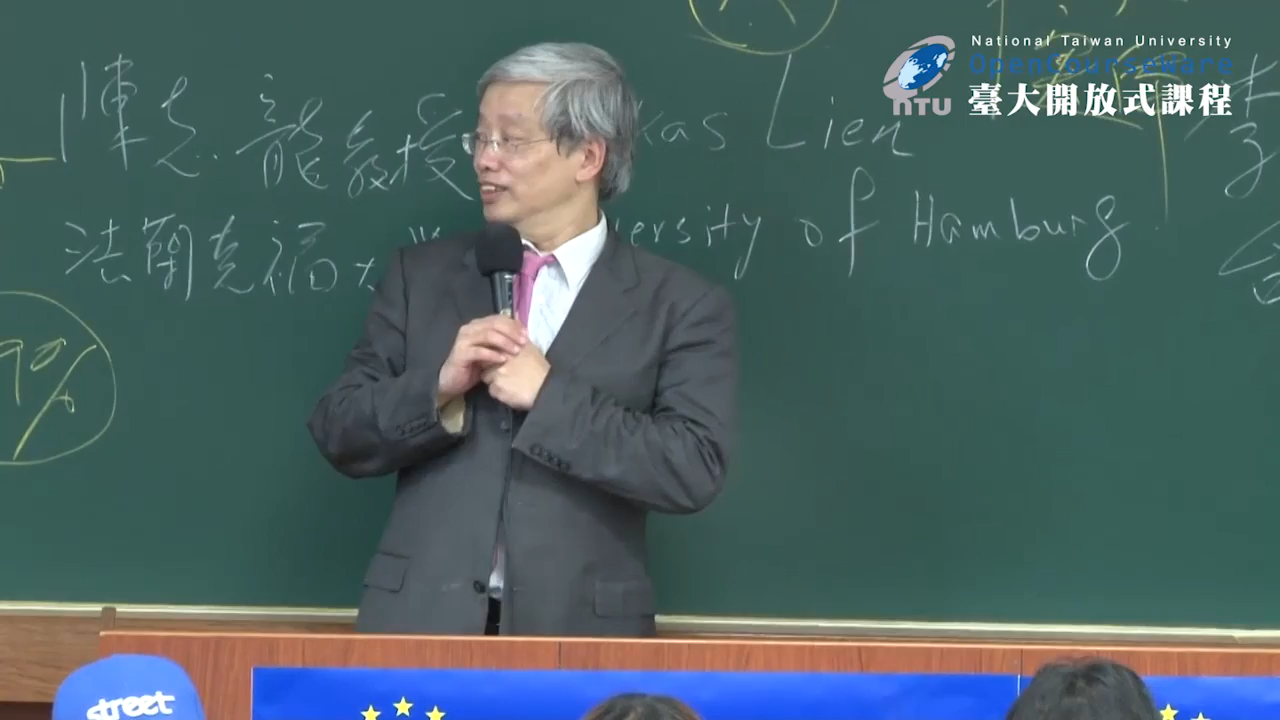 National Taiwan University
OpenCourseware
NTU 臺大開放式課程
陳志龍教授 kas Lien
法蘭克福大 ersity of Hamburg
9%
street